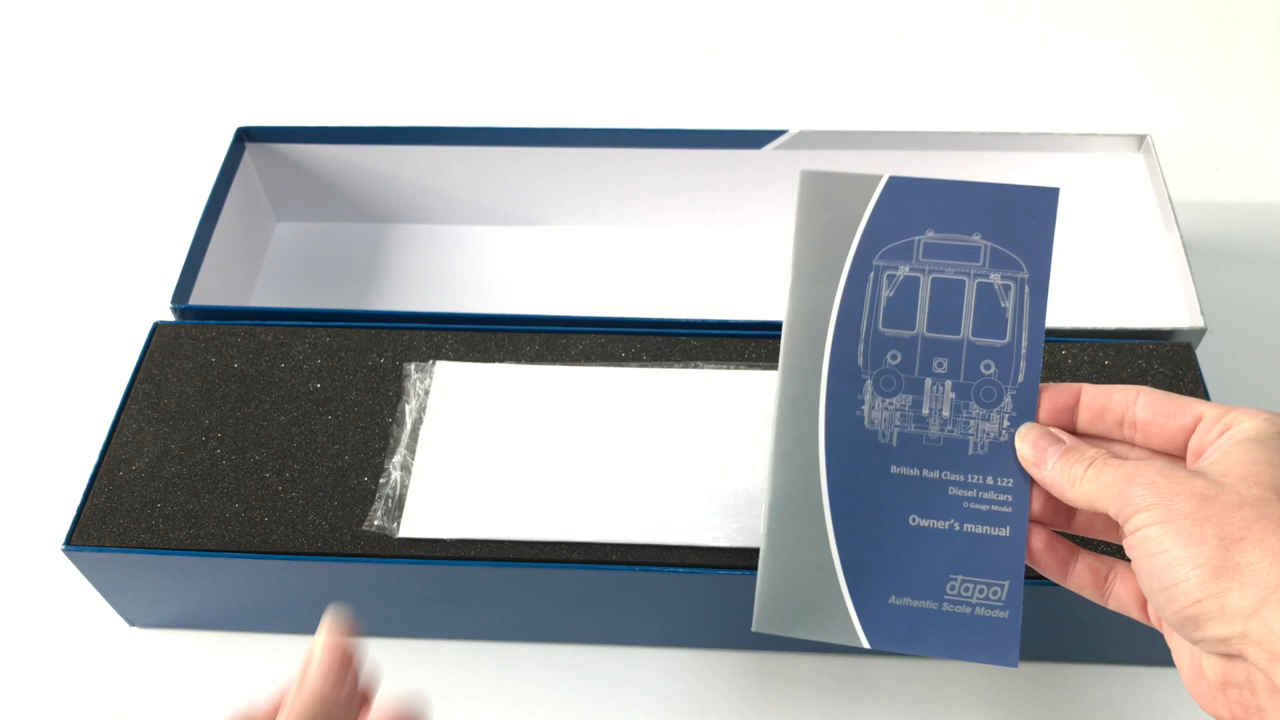 British Rail Class 121 & 122
Diesel railcars
O Gauge Model
Owner's manual
dapol
Authentic Scale Model